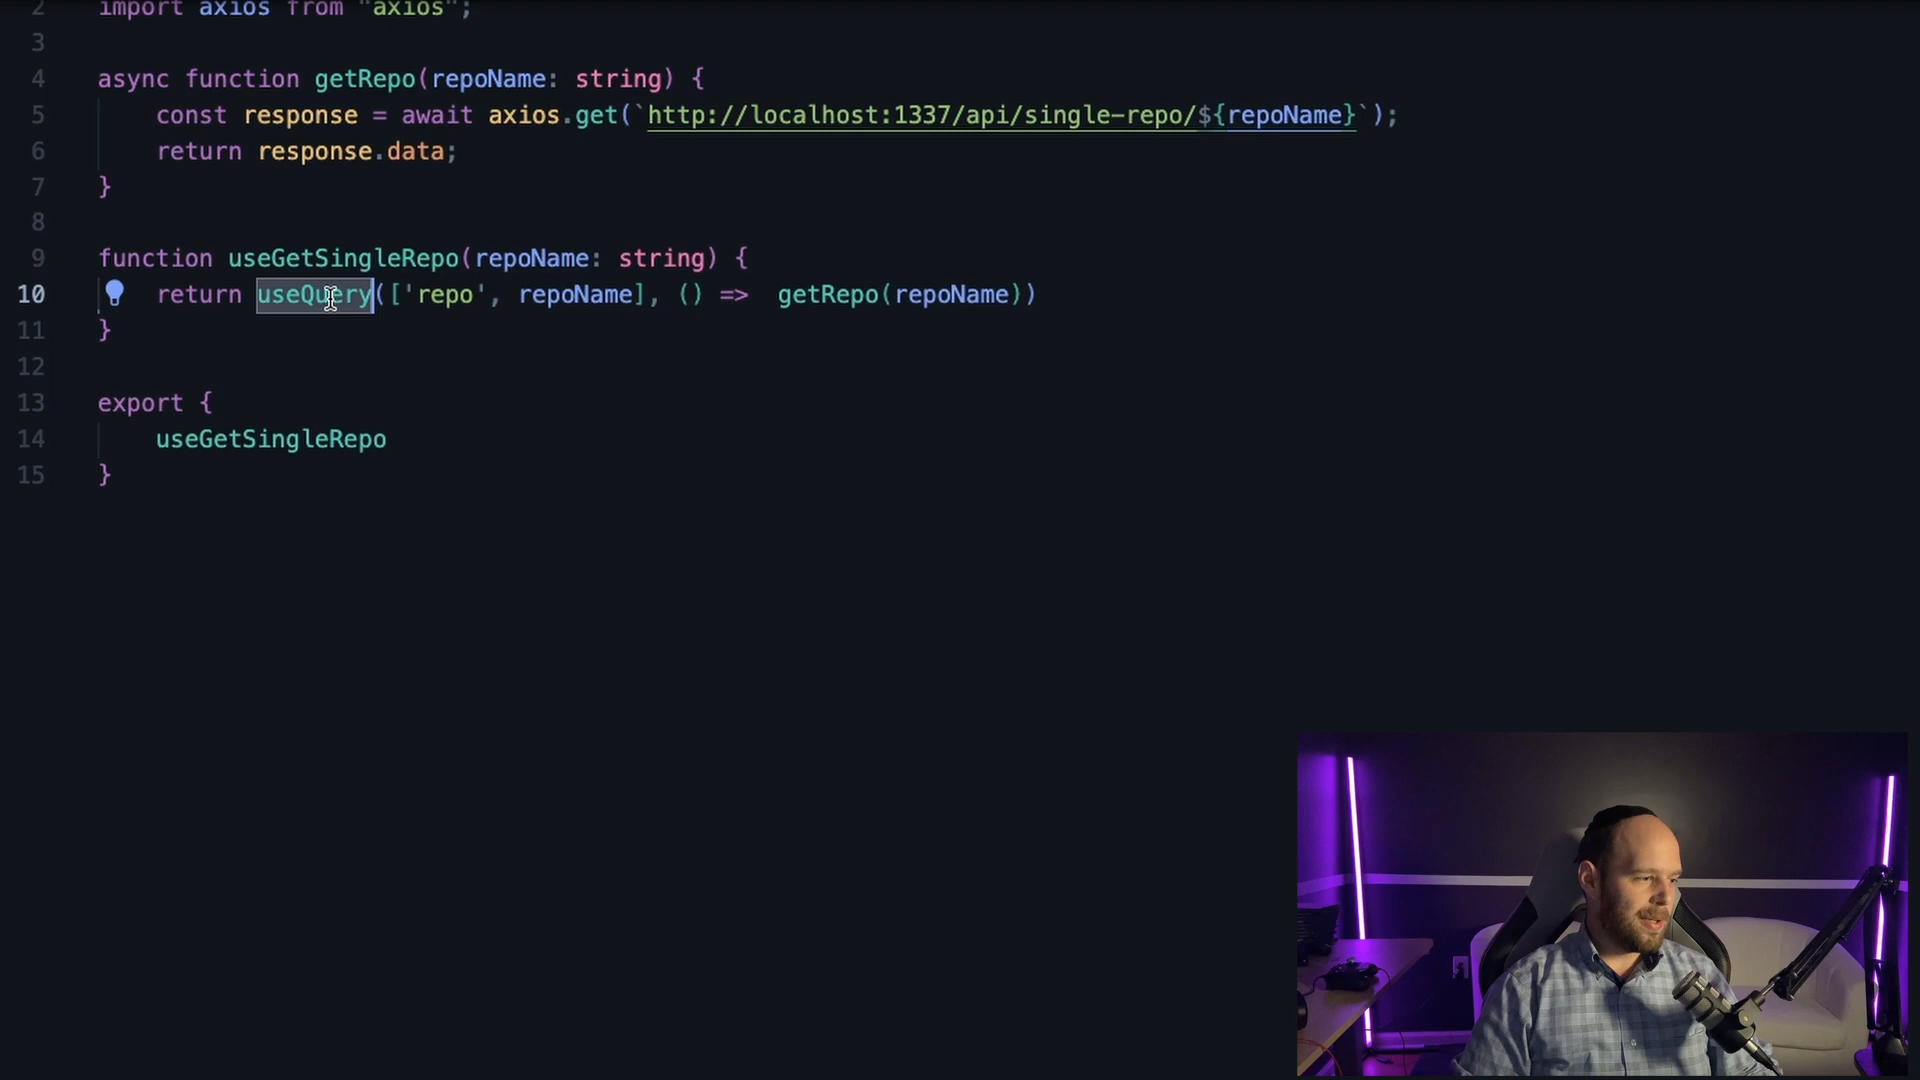 2 import axios from "axios";
3
4 async function getRepo(repoName: string) {
5 const response = await axios.get(`http://localhost:1337/api/single-repo/${repoName}`);
6 return response.data;
7 }
8
9 function useGetSingleRepo(repoName: string) {
10 return useQuery(['repo', repoName], () =>  getRepo(repoName))
11 }
12
13 export {
14 useGetSingleRepo
15 }